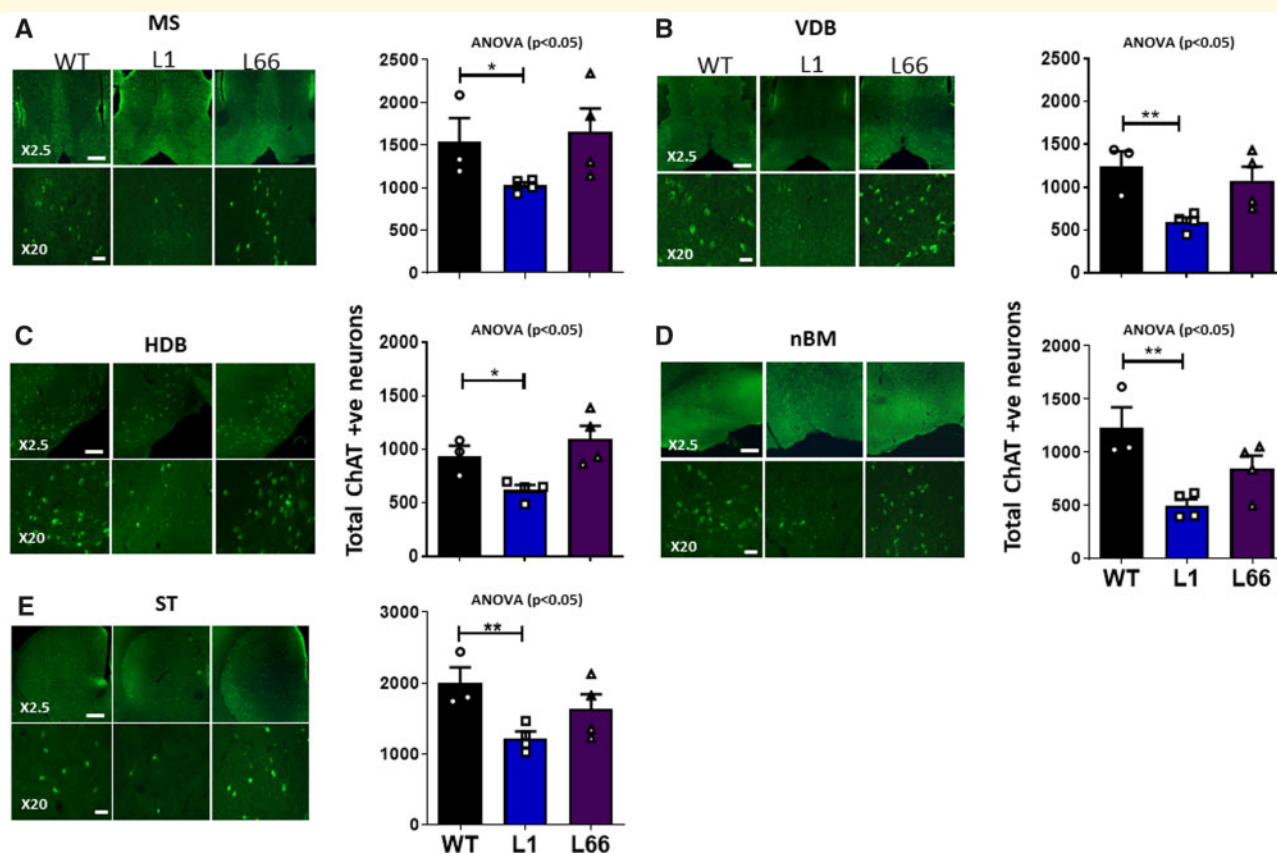 A
MS
WT L1 L66
X2.5
X20
ANOVA (p<0.05)
*
2500
2000
1500
1000
500
0
B
VDB
WT L1 L66
X2.5
X20
ANOVA (p<0.05)
**
2500
2000
1500
1000
500
0
C
HDB
X2.5
X20
Total ChAT +ve neurons
ANOVA (p<0.05)
*
2000
1500
1000
500
0
D
nBM
X2.5
X20
Total ChAT +ve neurons
ANOVA (p<0.05)
**
2000
1500
1000
500
0
WT L1 L66
E
ST
X2.5
X20
ANOVA (p<0.05)
**
3000
2000
1000
0
WT L1 L66